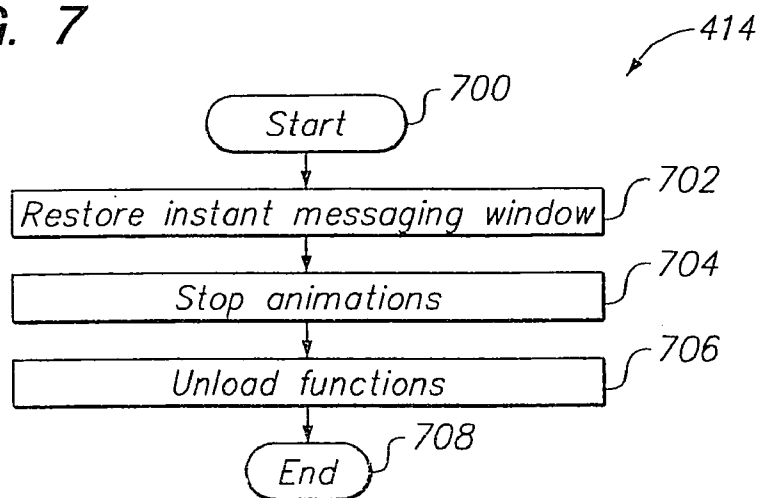 G. 7
414
Start
700
Restore instant messaging window
702
Stop animations
704
Unload functions
706
End
708